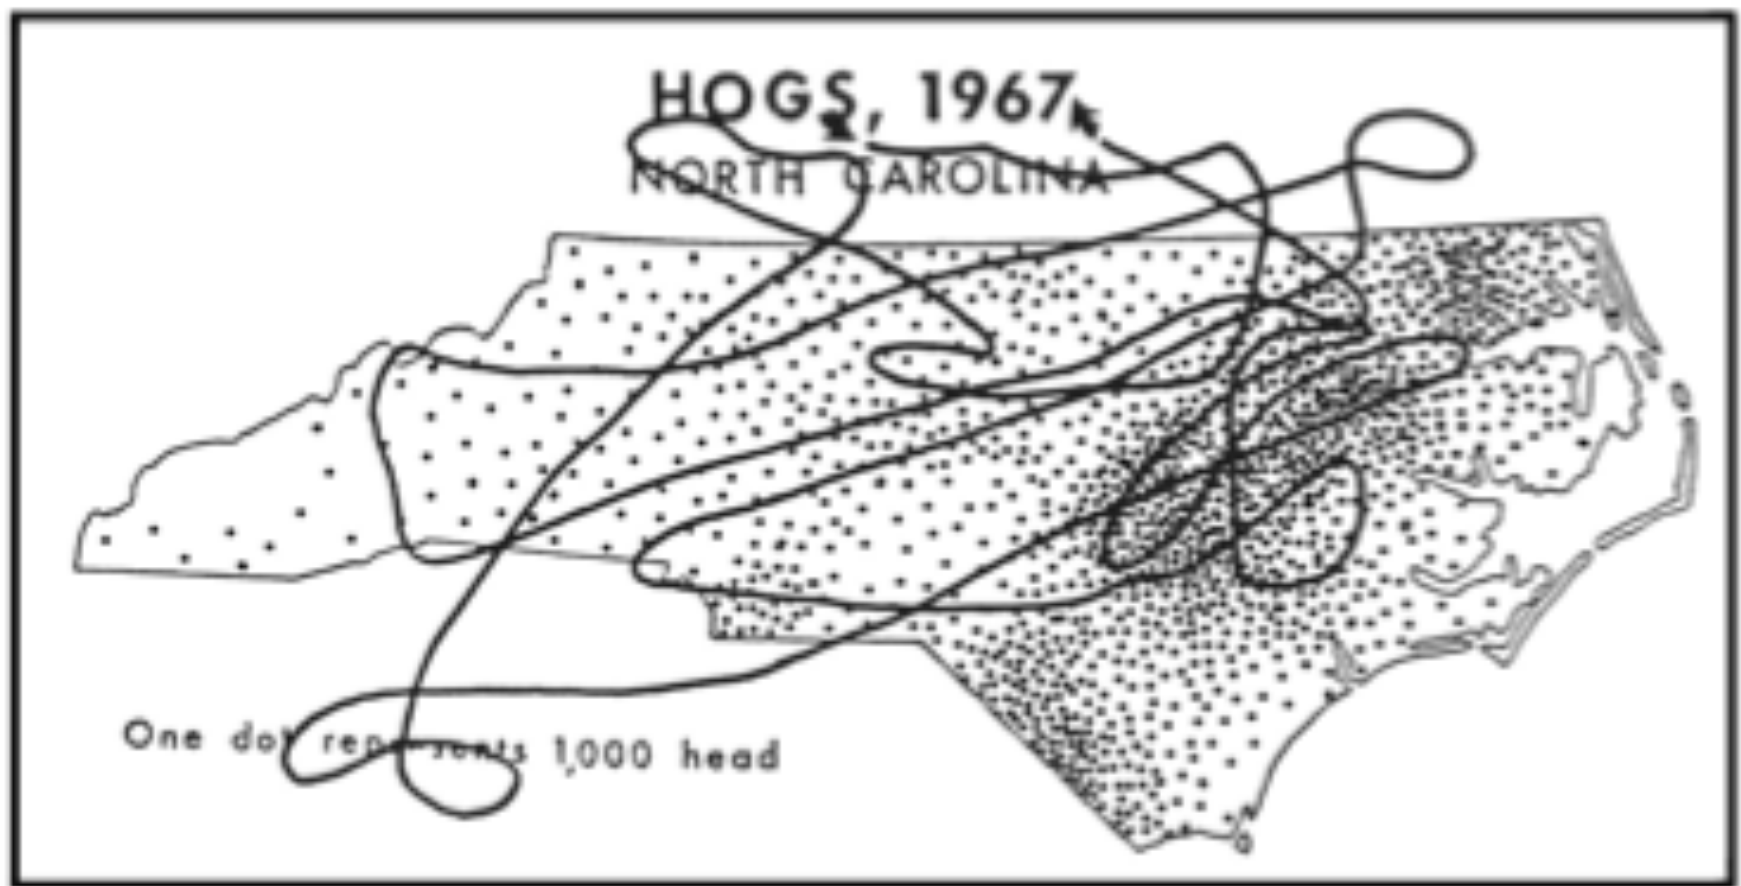 HOGS, 1967
NORTH CAROLINA
One dot represents 1,000 head